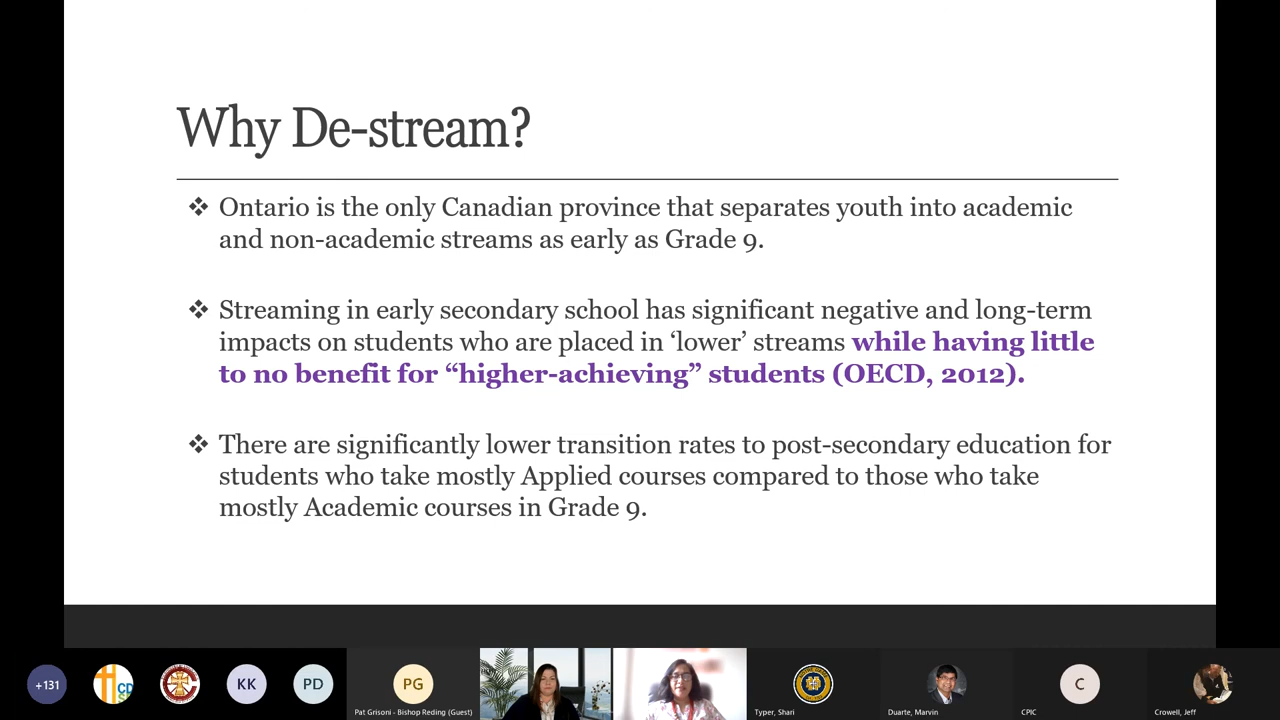 Why De-stream?
❖ Ontario is the only Canadian province that separates youth into academic
and non-academic streams as early as Grade 9.
❖ Streaming in early secondary school has significant negative and long-term
impacts on students who are placed in ‘lower’ streams while having little
to no benefit for “higher-achieving” students (OECD, 2012).
❖ There are significantly lower transition rates to post-secondary education for
students who take mostly Applied courses compared to those who take
mostly Academic courses in Grade 9.
+131
CD
KK
PD
PG
C
Pat Grisoni - Bishop Reding (Guest)
Typer, Shari
Duarte, Marvin
CPIC
Crowell, Jeff